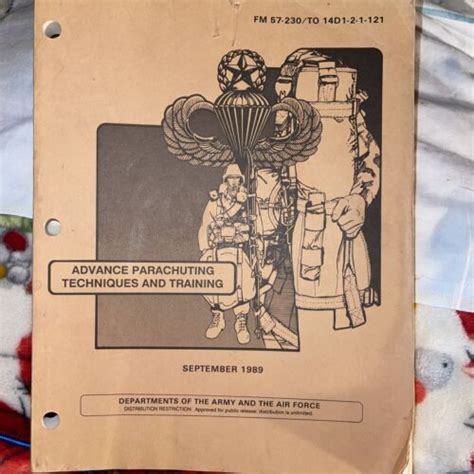 FM 57-230/TO 14D1-2-1-121
ADVANCE PARACHUTING
TECHNIQUES AND TRAINING
SEPTEMBER 1989
DEPARTMENTS OF THE ARMY AND THE AIR FORCE
DISTRIBUTION RESTRICTION: Approved for public release: distribution is unlimited.